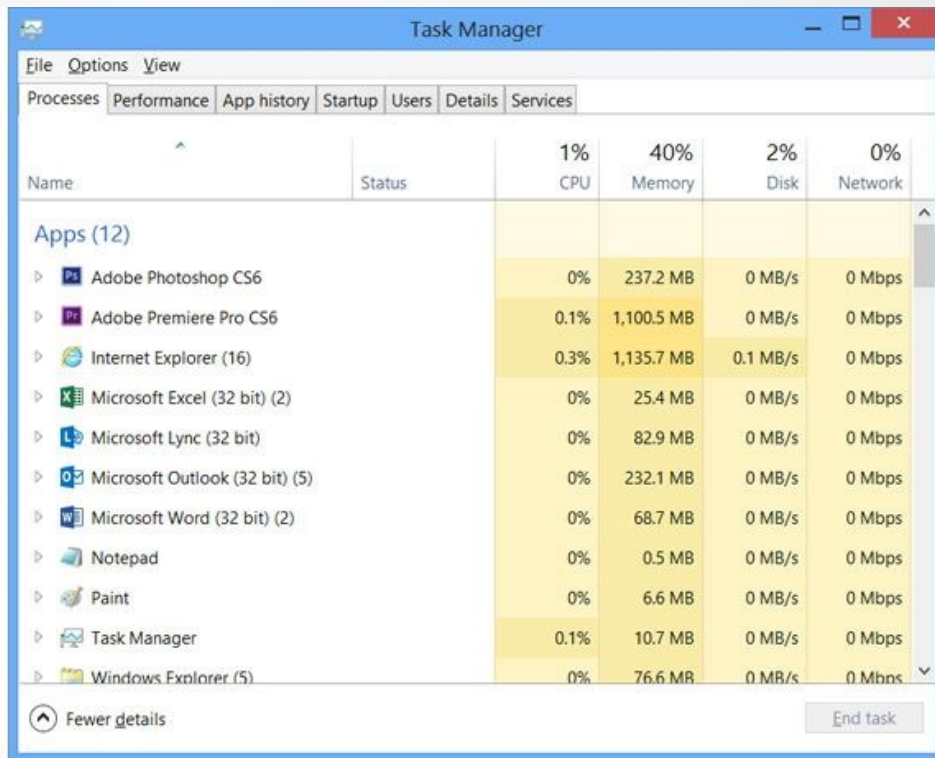 Task Manager
File Options View
Processes Performance App history Startup Users Details Services
1% 40% 2% 0%
Name Status CPU Memory Disk Network
Apps (12)
Adobe Photoshop CS6 0% 237.2 MB 0 MB/s 0 Mbps
Adobe Premiere Pro CS6 0.1% 1,100.5 MB 0 MB/s 0 Mbps
Internet Explorer (16) 0.3% 1,135.7 MB 0.1 MB/s 0 Mbps
Microsoft Excel (32 bit) (2) 0% 25.4 MB 0 MB/s 0 Mbps
Microsoft Lync (32 bit) 0% 82.9 MB 0 MB/s 0 Mbps
Microsoft Outlook (32 bit) (5) 0% 232.1 MB 0 MB/s 0 Mbps
Microsoft Word (32 bit) (2) 0% 68.7 MB 0 MB/s 0 Mbps
Notepad 0% 0.5 MB 0 MB/s 0 Mbps
Paint 0% 6.6 MB 0 MB/s 0 Mbps
Task Manager 0.1% 10.7 MB 0 MB/s 0 Mbps
Windows Explorer (5) 0% 76.6 MB 0 MB/s 0 Mbps
Fewer details End task